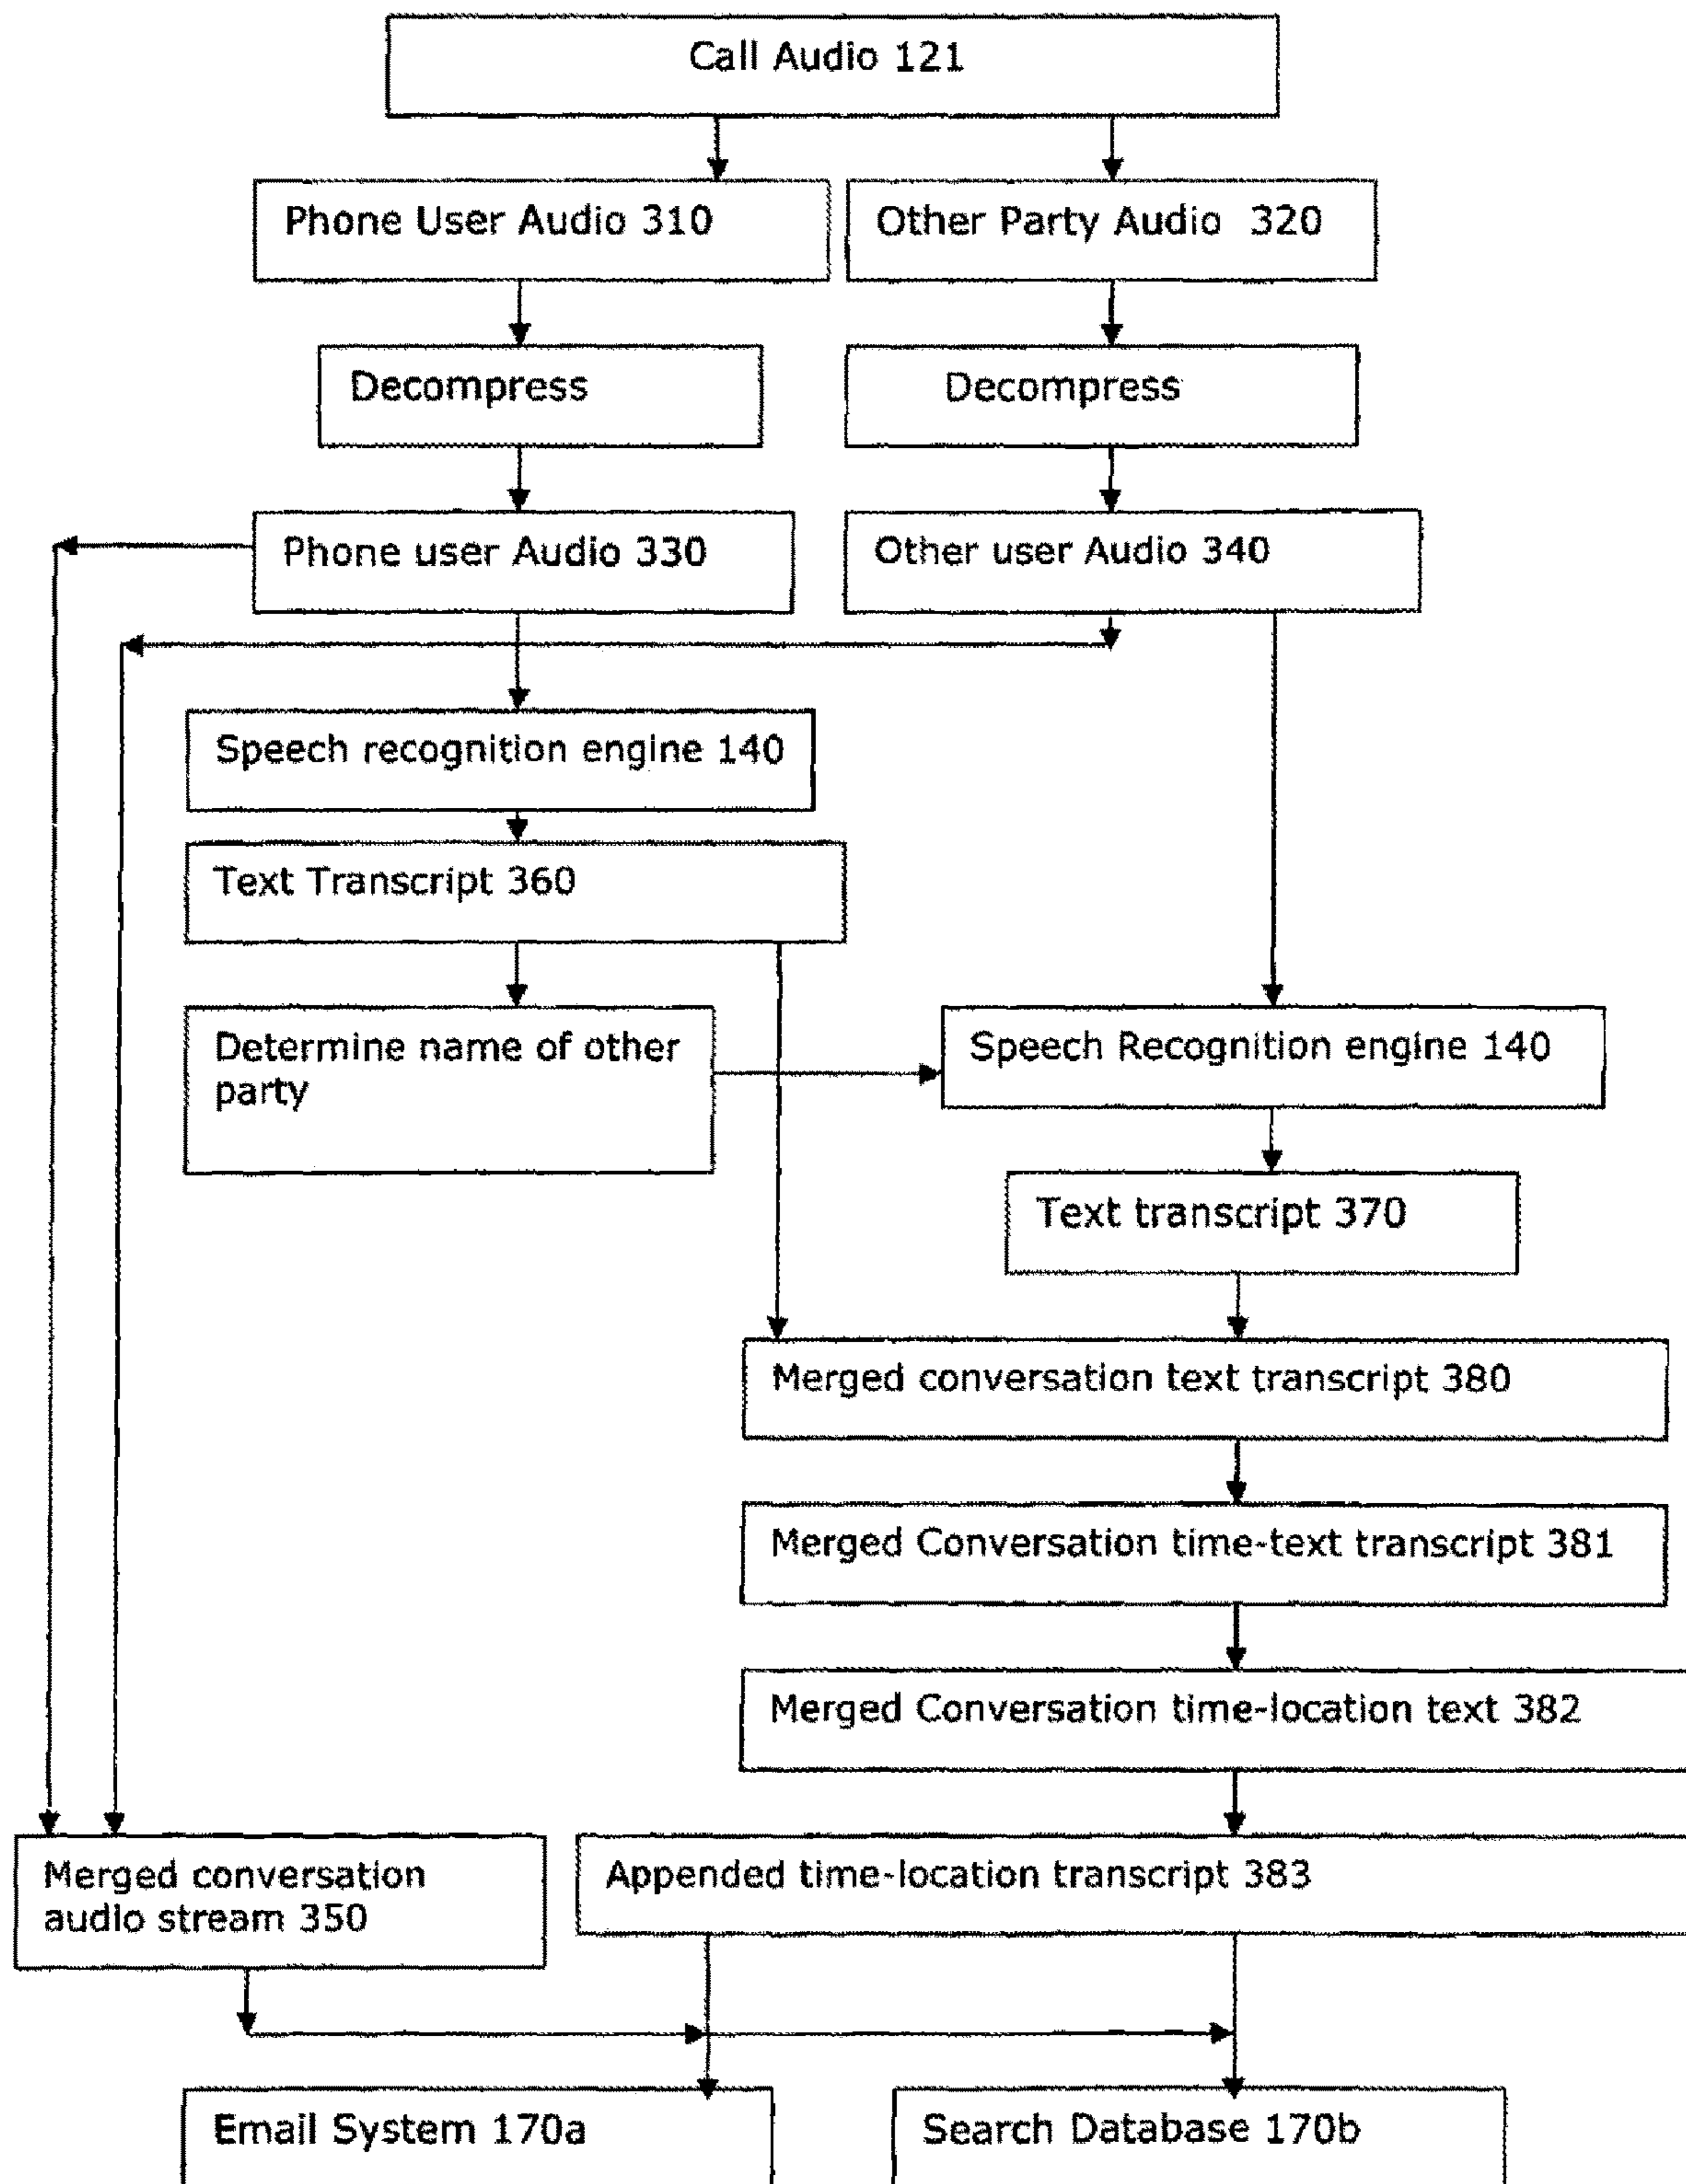 Call Audio 121
Phone User Audio 310
Other Party Audio 320
Decompress
Decompress
Phone user Audio 330
Other user Audio 340
Speech recognition engine 140
Text Transcript 360
Determine name of other
party
Speech Recognition engine 140
Text transcript 370
Merged conversation text transcript 380
Merged Conversation time-text transcript 381
Merged Conversation time-location text 382
Merged conversation
audio stream 350
Appended time-location transcript 383
Email System 170a
Search Database 170b